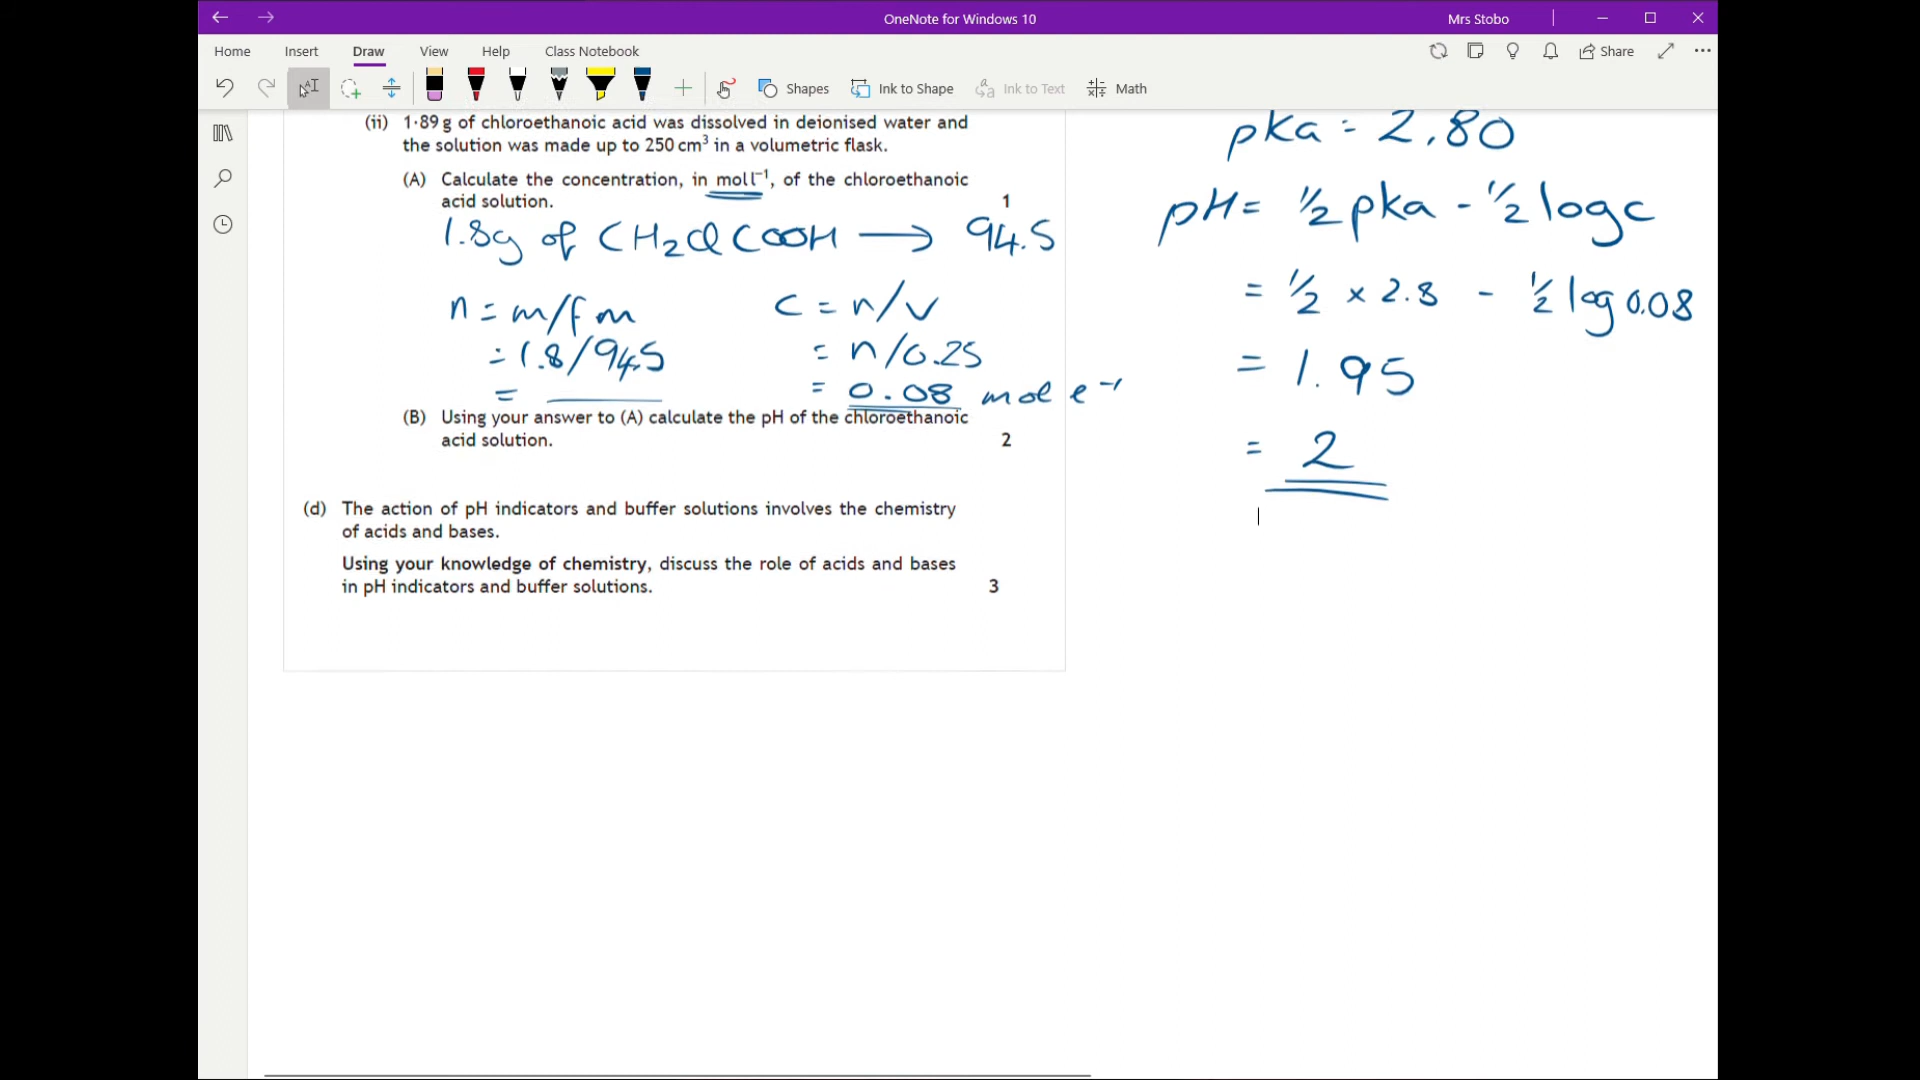 OneNote for Windows 10
Mrs Stobo
Home Insert Draw View Help Class Notebook
Share
Shapes Ink to Shape Ink to Text Math
(ii) 1·89 g of chloroethanoic acid was dissolved in deionised water and
the solution was made up to 250 cm³ in a volumetric flask.
(A) Calculate the concentration, in mol l⁻¹, of the chloroethanoic
acid solution. 1
1.8g of CH₂ClCOOH → 94.5
n = m/fm
= 1.8/94.5
=
c = n/v
= n/0.25
= 0.08 mol l⁻¹
(B) Using your answer to (A) calculate the pH of the chloroethanoic
acid solution. 2
(d) The action of pH indicators and buffer solutions involves the chemistry
of acids and bases.
Using your knowledge of chemistry, discuss the role of acids and bases
in pH indicators and buffer solutions. 3
pka = 2.80
pH = ½ pka - ½ log c
= ½ × 2.8 - ½ log 0.08
= 1.95
= 2